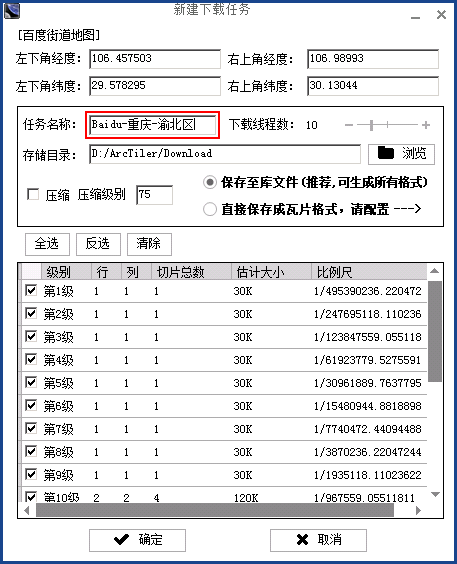 新建下载任务
[百度街道地图]
左下角经度: 106.457503 右上角经度: 106.98993
左下角纬度: 29.578295 右上角纬度: 30.13044
任务名称: Baidu-重庆-渝北区 下载线程数: 10
存储目录: D:/ArcTiler/Download 浏览
压缩 压缩级别 75 保存至库文件(推荐,可生成所有格式)
直接保存成瓦片格式，请配置 --->
全选 反选 清除
级别 行 列 切片总数 估计大小 比例尺
第1级 1 1 1 30K 1/495390236.220472
第2级 1 1 1 30K 1/247695118.110236
第3级 1 1 1 30K 1/123847559.055118
第4级 1 1 1 30K 1/61923779.5275591
第5级 1 1 1 30K 1/30961889.7637795
第6级 1 1 1 30K 1/15480944.8818898
第7级 1 1 1 30K 1/7740472.44094488
第8级 1 1 1 30K 1/3870236.22047244
第9级 1 1 1 30K 1/1935118.11023622
第10级 2 2 4 120K 1/967559.05511811
确定 取消